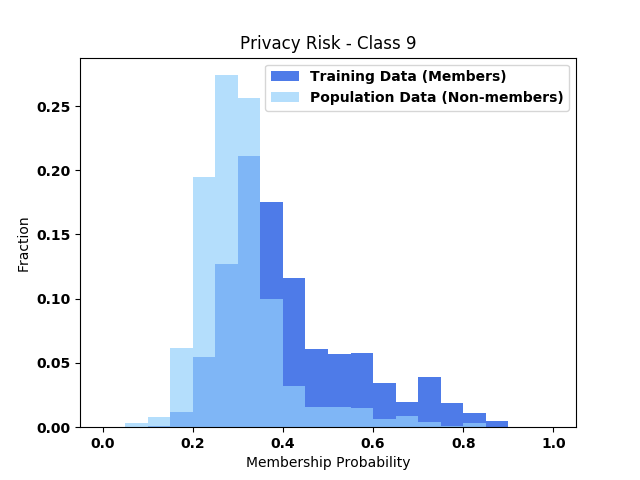 Privacy Risk - Class 9
Training Data (Members)
Population Data (Non-members)
Fraction
0.25
0.20
0.15
0.10
0.05
0.00
0.0 0.2 0.4 0.6 0.8 1.0
Membership Probability